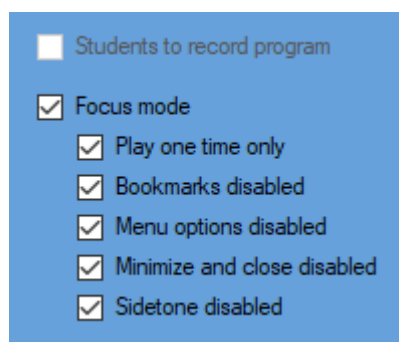 Students to record program
Focus mode
Play one time only
Bookmarks disabled
Menu options disabled
Minimize and close disabled
Sidetone disabled